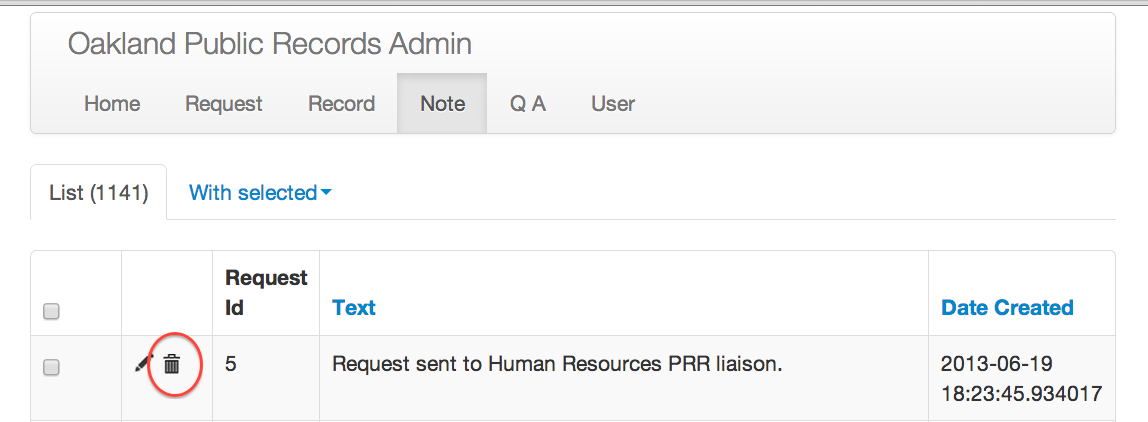 Oakland Public Records Admin
Home Request Record Note Q A User
List (1141) With selected
Request
Id Text Date Created
5 Request sent to Human Resources PRR liaison. 2013-06-19
18:23:45.934017